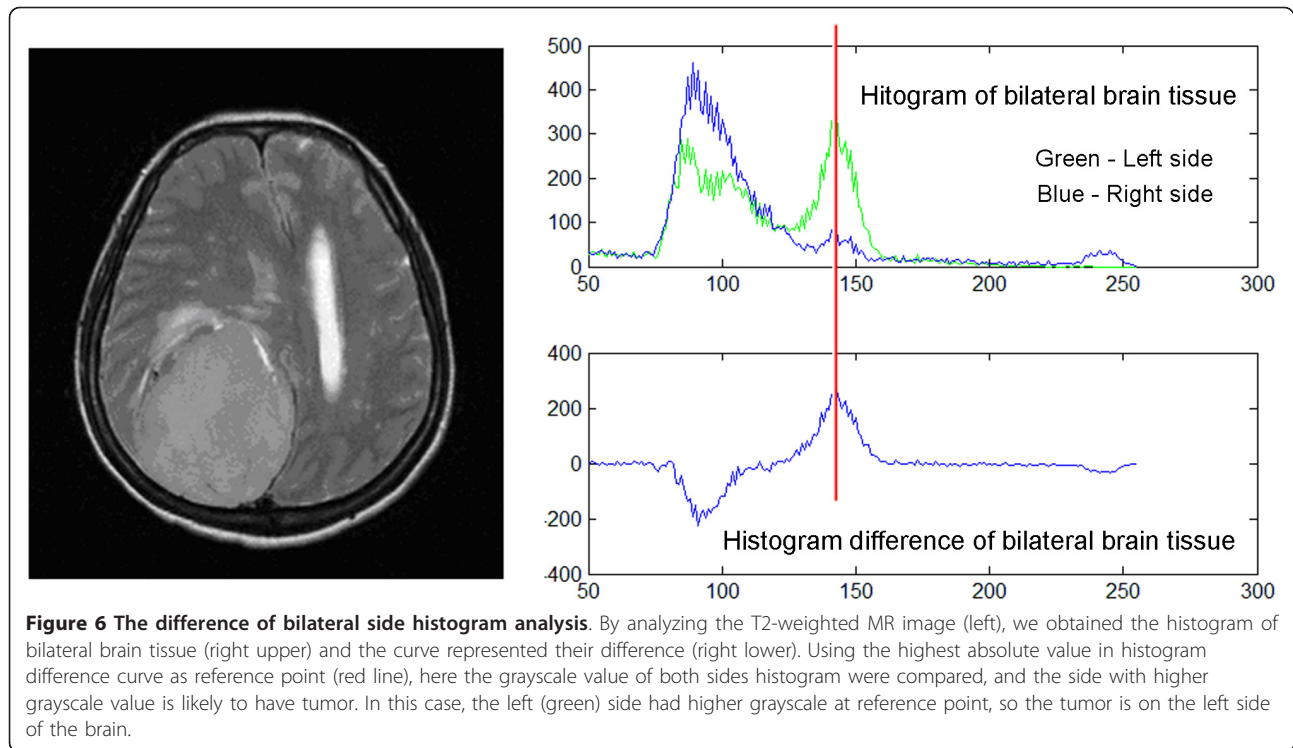 500
400
300
200
100
0
50 100 150 200 250 300
Hitogram of bilateral brain tissue
Green - Left side
Blue - Right side
400
200
0
-200
-400
50 100 150 200 250 300
Histogram difference of bilateral brain tissue
Figure 6 The difference of bilateral side histogram analysis. By analyzing the T2-weighted MR image (left), we obtained the histogram of
bilateral brain tissue (right upper) and the curve represented their difference (right lower). Using the highest absolute value in histogram
difference curve as reference point (red line), here the grayscale value of both sides histogram were compared, and the side with higher
grayscale value is likely to have tumor. In this case, the left (green) side had higher grayscale at reference point, so the tumor is on the left side
of the brain.